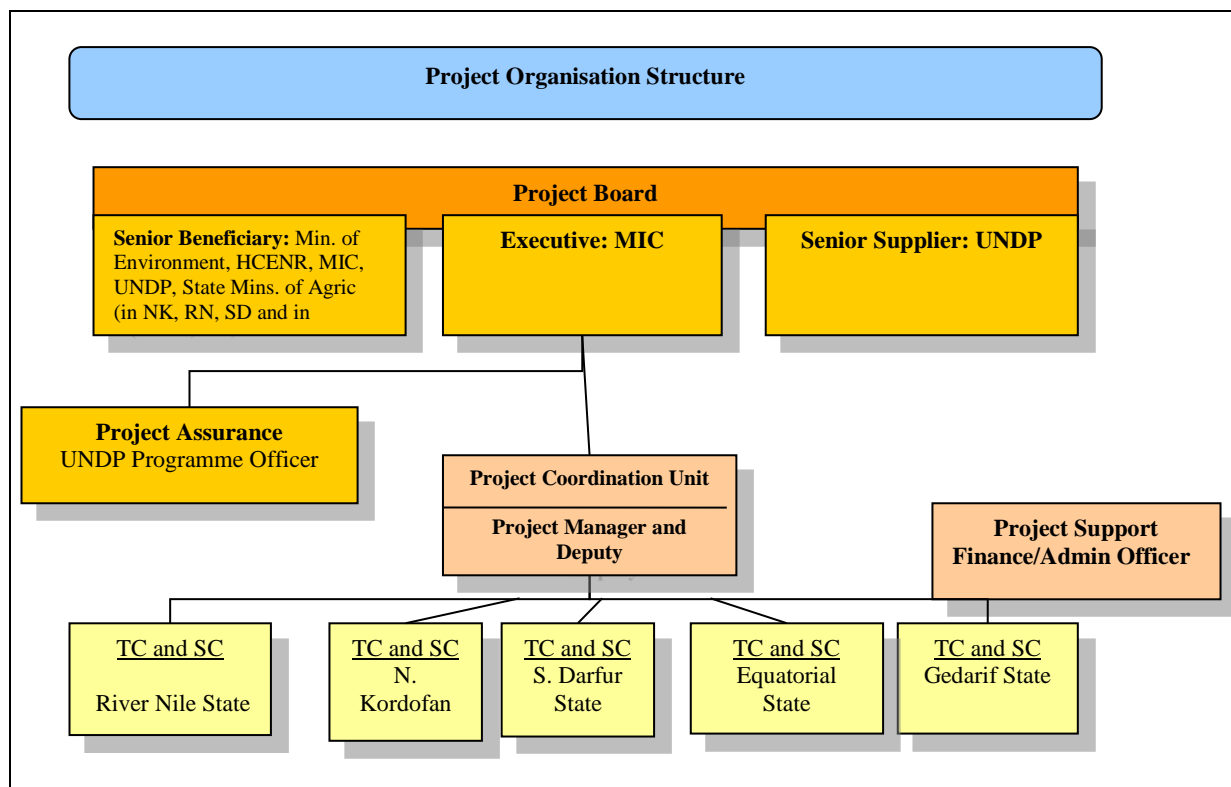 Project Organisation Structure
Project Board
Senior Beneficiary: Min. of
Environment, HCENR, MIC,
UNDP, State Mins. of Agric
(in NK, RN, SD and in
Executive: MIC
Senior Supplier: UNDP
Project Assurance
UNDP Programme Officer
Project Coordination Unit
Project Manager and
Deputy
Project Support
Finance/Admin Officer
TC and SC
River Nile State
TC and SC
N.
Kordofan
TC and SC
S. Darfur
State
TC and SC
Equatorial
State
TC and SC
Gedarif State